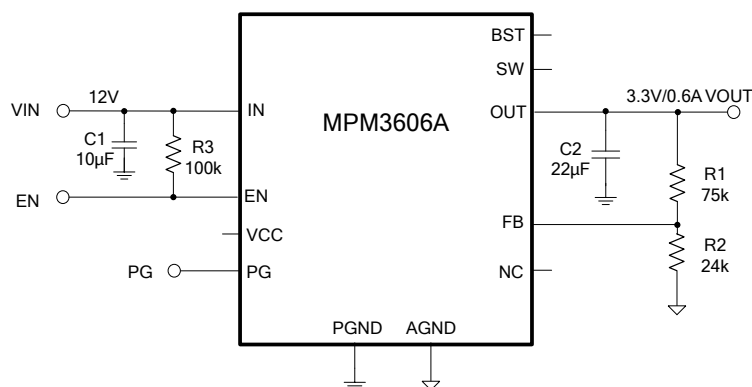 BST
SW
VIN
12V
IN
MPM3606A
OUT
3.3V/0.6A VOUT
C1
10µF
R3
100k
C2
22µF
R1
75k
EN
EN
FB
VCC
R2
24k
PG
PG
NC
PGND
AGND